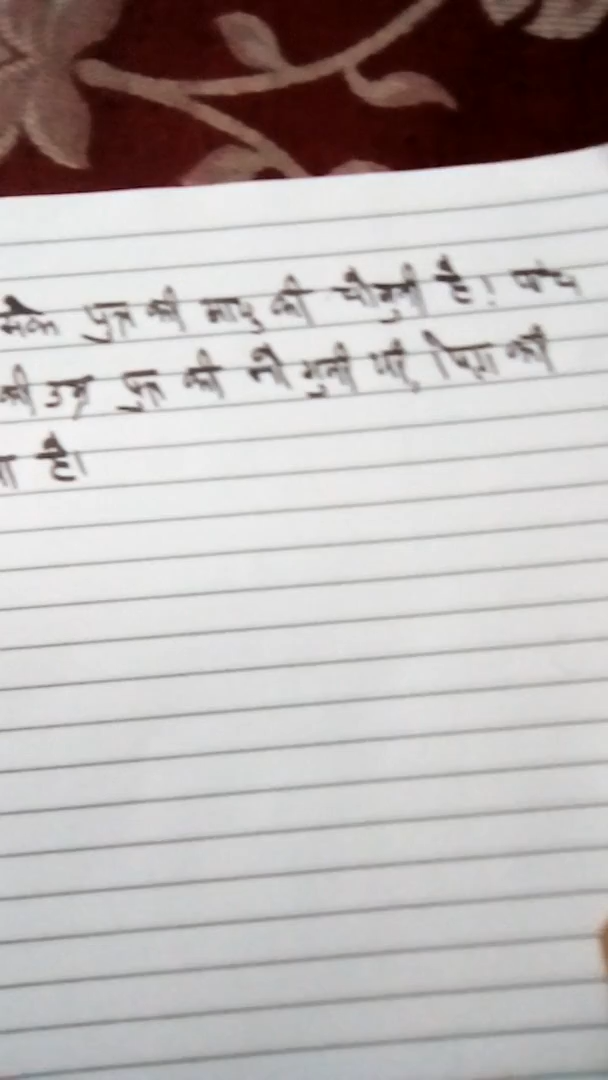 पुत्र की आयु की चौगुनी है। पांच
की उम्र पुत्र की नौ गुनी थी, पिता की
है।